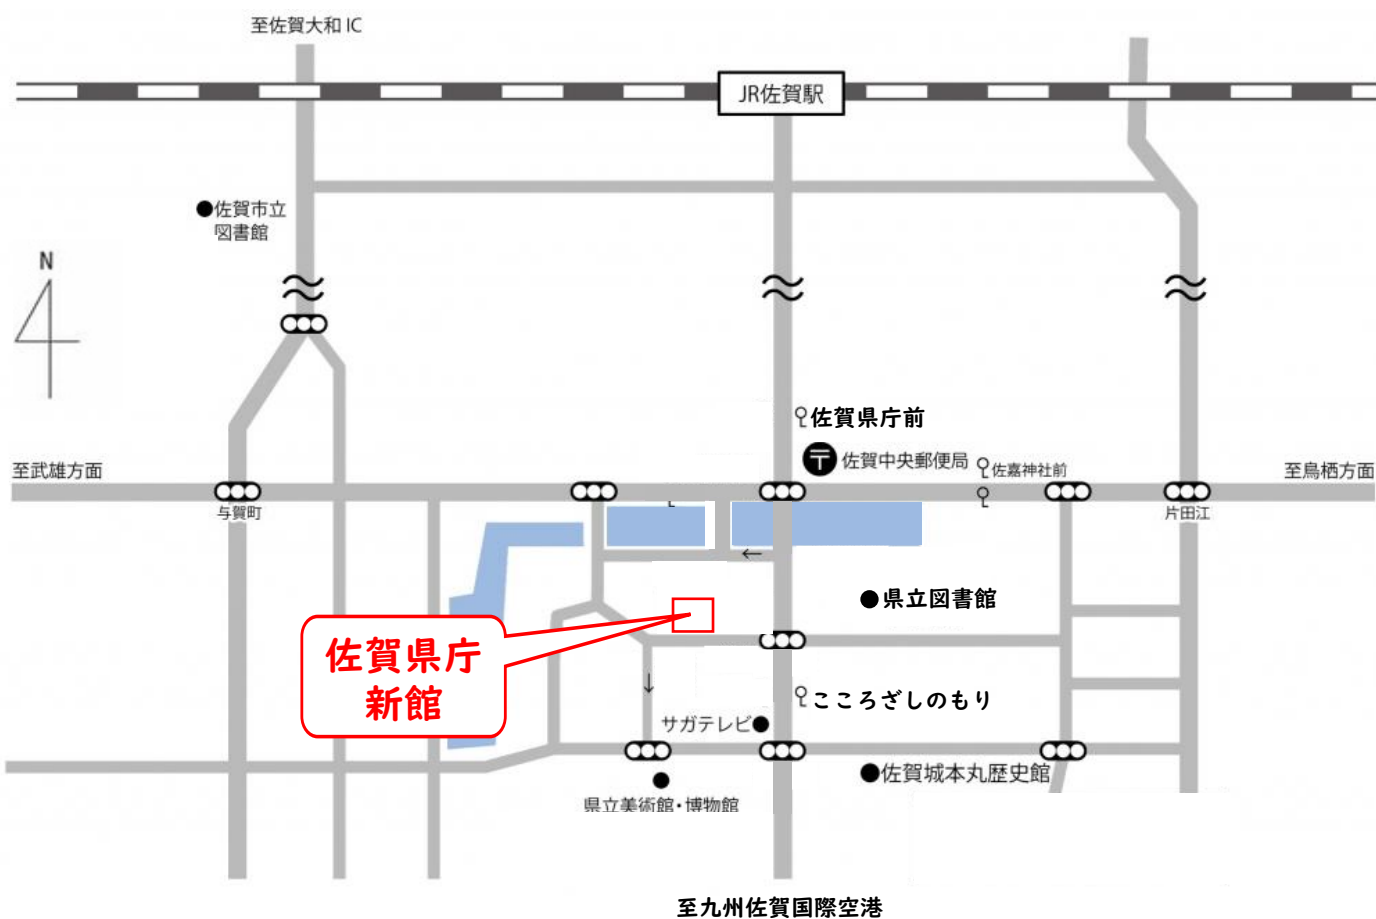 至佐賀大和 IC
JR佐賀駅
佐賀市立
図書館
N
佐賀県庁前
佐賀中央郵便局
佐嘉神社前
至武雄方面
至鳥栖方面
与賀町
片田江
県立図書館
佐賀県庁
新館
こころざしのもり
サガテレビ
佐賀城本丸歴史館
県立美術館・博物館
至九州佐賀国際空港